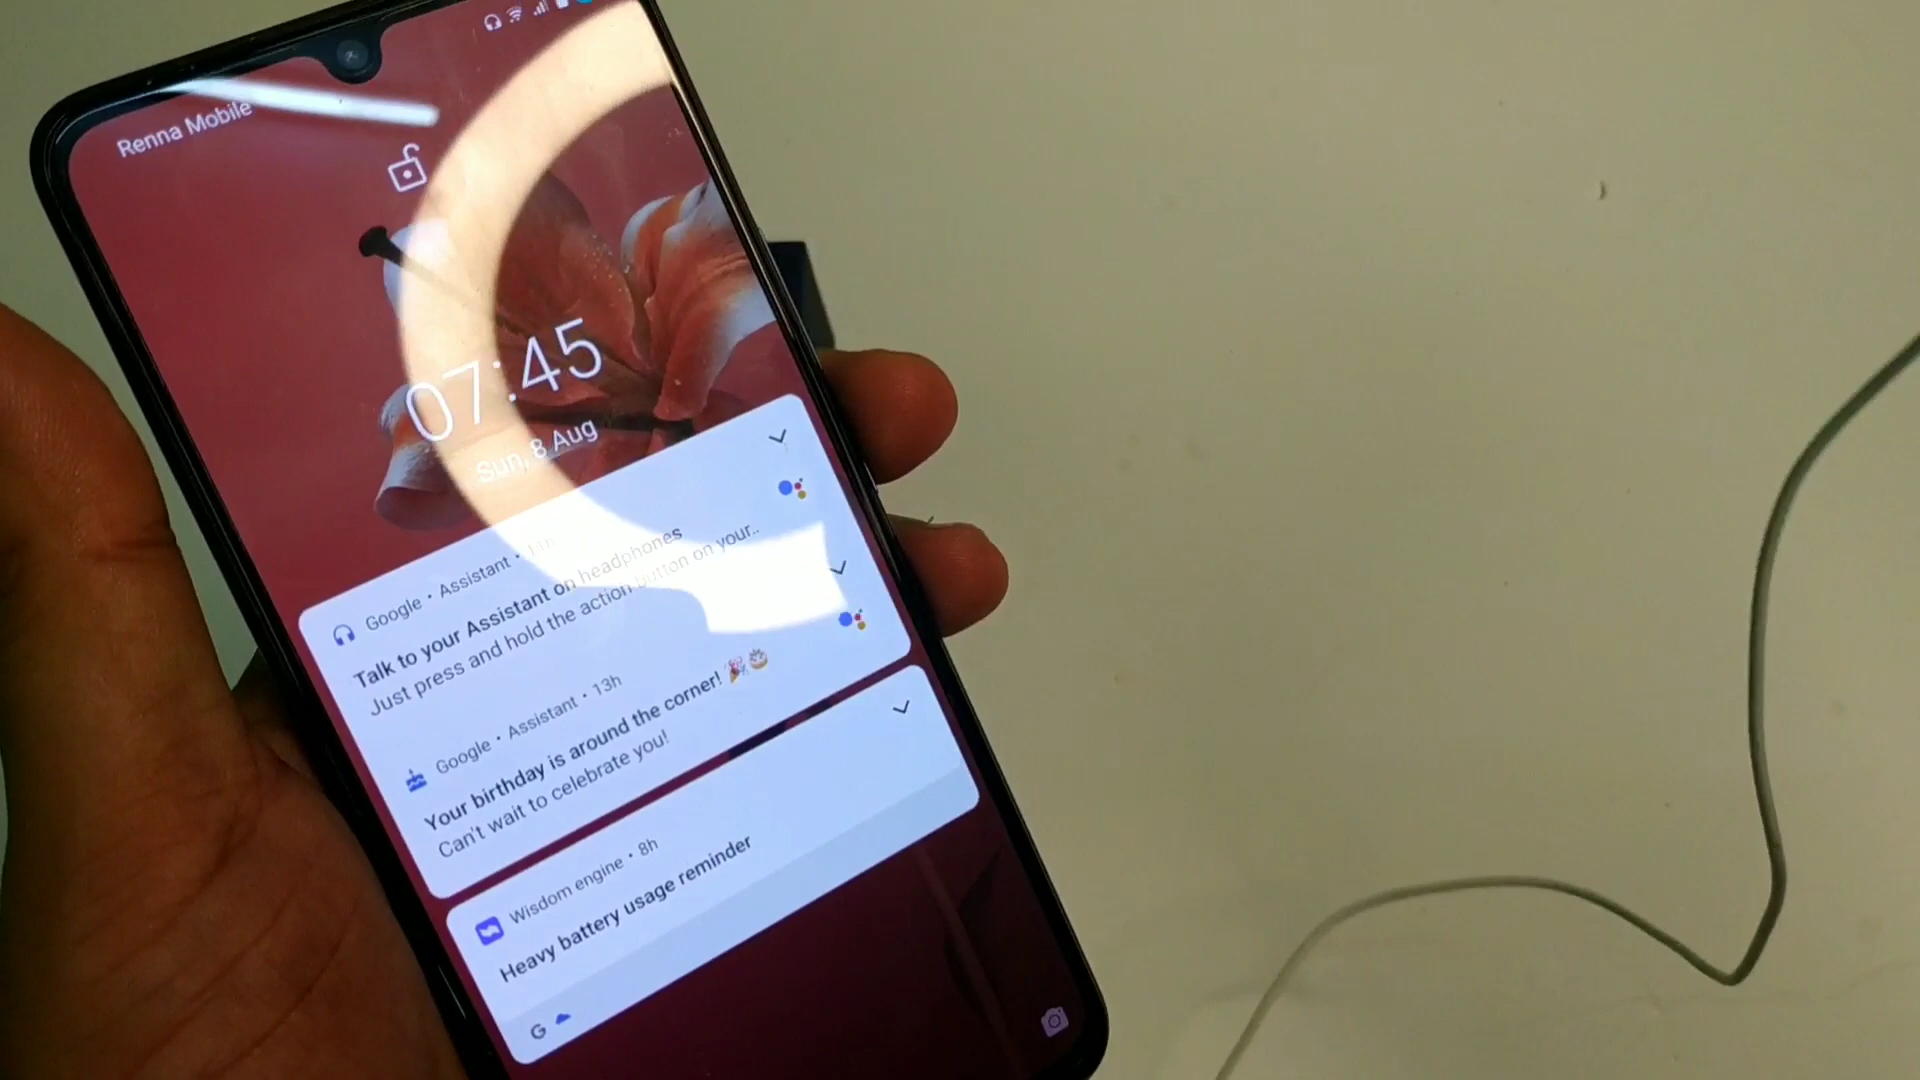 Renna Mobile
07:45
Sun, 8 Aug
Google • Assistant •
Talk to your Assistant on headphones
Just press and hold the action button on your..
Google • Assistant • 13h
Your birthday is around the corner! 🎉🎂
Can't wait to celebrate you!
Wisdom engine • 8h
Heavy battery usage reminder
G